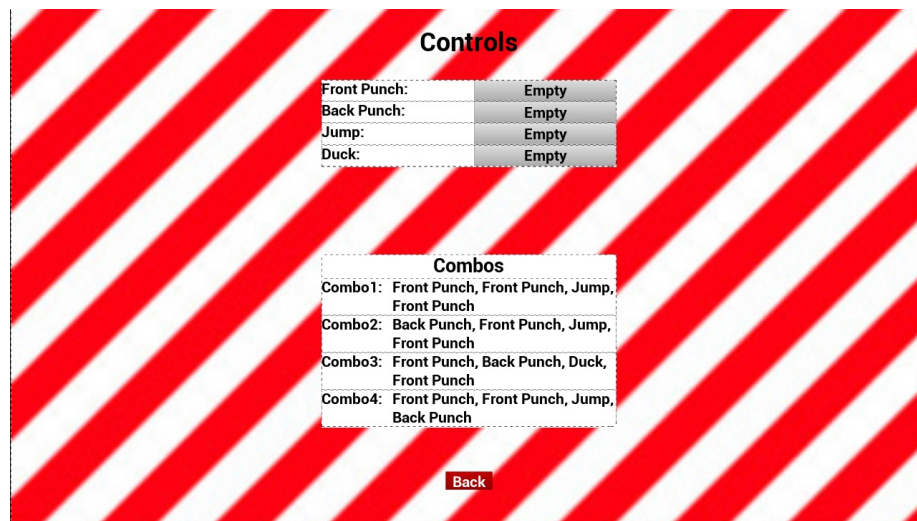 Controls
Front Punch: Empty
Back Punch: Empty
Jump: Empty
Duck: Empty
Combos
Combo1: Front Punch, Front Punch, Jump,
Front Punch
Combo2: Back Punch, Front Punch, Jump,
Front Punch
Combo3: Front Punch, Back Punch, Duck,
Front Punch
Combo4: Front Punch, Front Punch, Jump,
Back Punch
Back